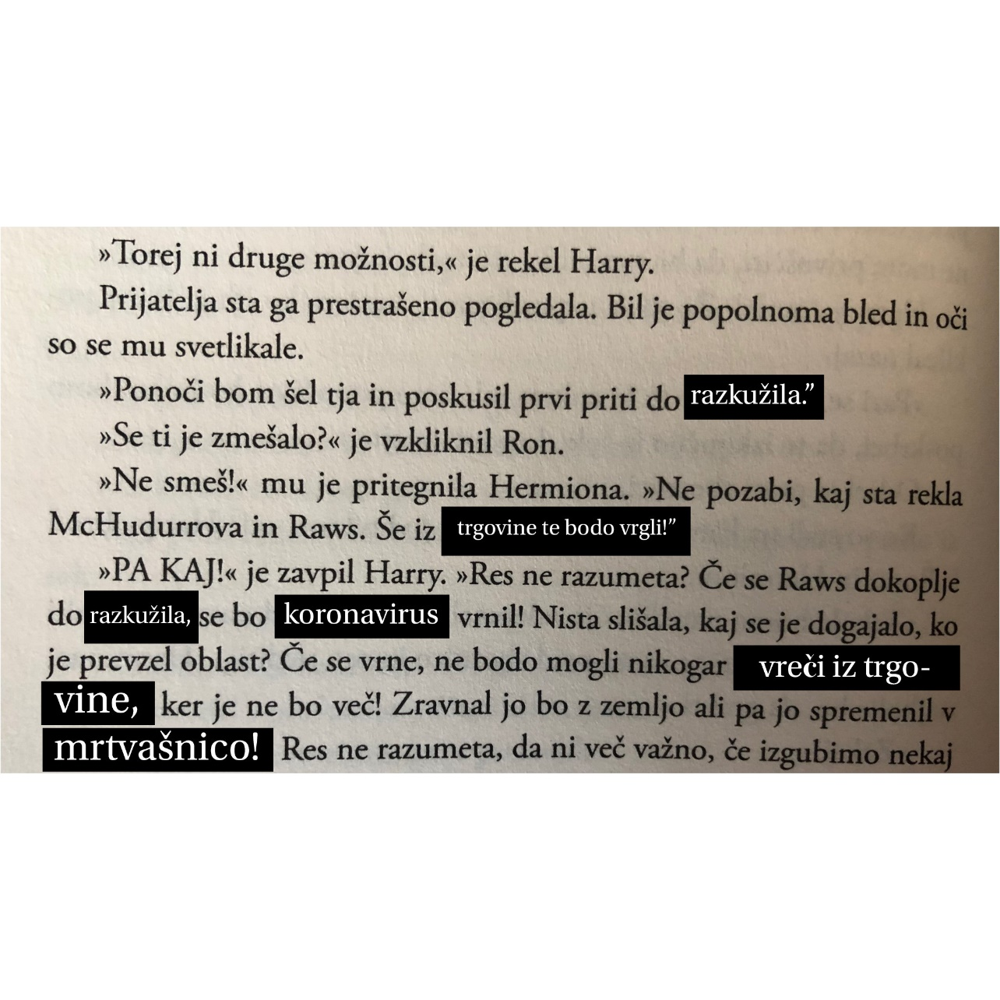 »Torej ni druge možnosti,« je rekel Harry.
Prijatelja sta ga prestrašeno pogledala. Bil je popolnoma bled in oči
so se mu svetlikale.
»Ponoči bom šel tja in poskusil prvi priti do razkužila.”
»Se ti je zmešalo?« je vzkliknil Ron.
»Ne smeš!« mu je pritegnila Hermiona. »Ne pozabi, kaj sta rekla
McHudurrova in Raws. Še iz trgovine te bodo vrgli!”
»PA KAJ!« je zavpil Harry. »Res ne razumeta? Če se Raws dokoplje
do razkužila, se bo koronavirus vrnil! Nista slišala, kaj se je dogajalo, ko
je prevzel oblast? Če se vrne, ne bodo mogli nikogar vreči iz trgo-
vine, ker je ne bo več! Zravnal jo bo z zemljo ali pa jo spremenil v
mrtvašnico! Res ne razumeta, da ni več važno, če izgubimo nekaj